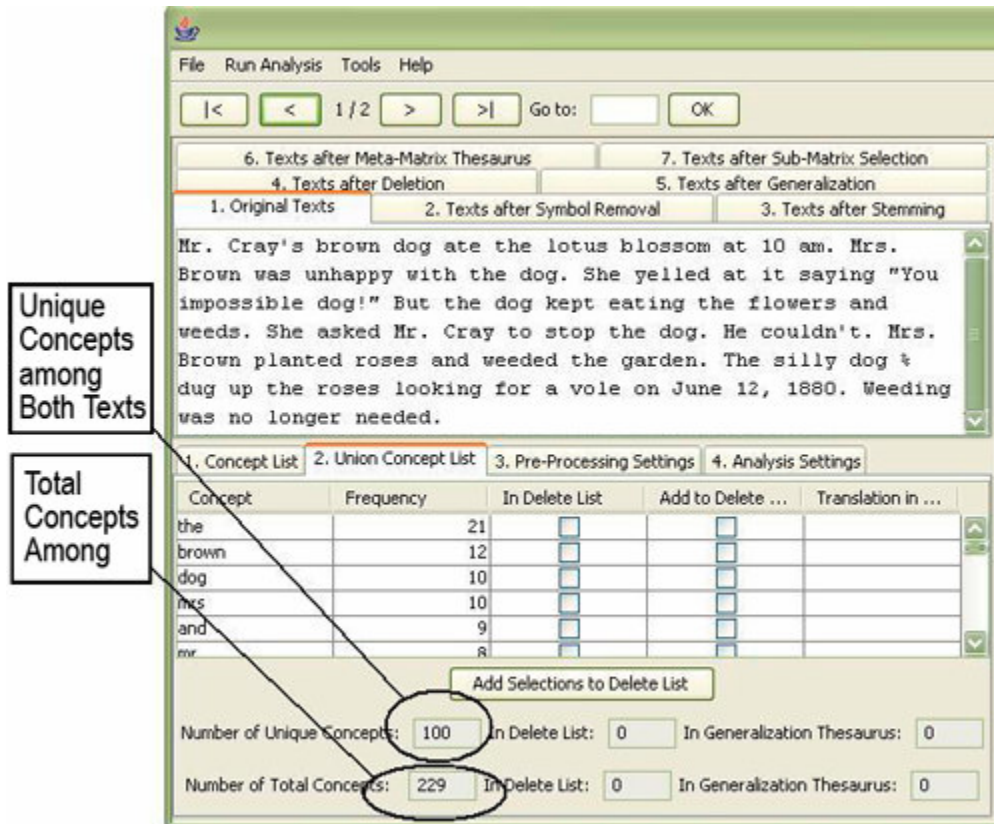 File Run Analysis Tools Help
|< < 1 / 2 > >| Go to: OK
6. Texts after Meta-Matrix Thesaurus 7. Texts after Sub-Matrix Selection
4. Texts after Deletion 5. Texts after Generalization
1. Original Texts 2. Texts after Symbol Removal 3. Texts after Stemming
Mr. Cray's brown dog ate the lotus blossom at 10 am. Mrs.
Brown was unhappy with the dog. She yelled at it saying "You
impossible dog!" But the dog kept eating the flowers and
weeds. She asked Mr. Cray to stop the dog. He couldn't. Mrs.
Brown planted roses and weeded the garden. The silly dog %
dug up the roses looking for a vole on June 12, 1880. Weeding
was no longer needed.
Unique
Concepts
among
Both Texts
Total
Concepts
Among
1. Concept List 2. Union Concept List 3. Pre-Processing Settings 4. Analysis Settings
Concept Frequency In Delete List Add to Delete ... Translation in ...
the 21
brown 12
dog 10
mrs 10
and 9
mr 8
Add Selections to Delete List
Number of Unique Concepts: 100 In Delete List: 0 In Generalization Thesaurus: 0
Number of Total Concepts: 229 In Delete List: 0 In Generalization Thesaurus: 0